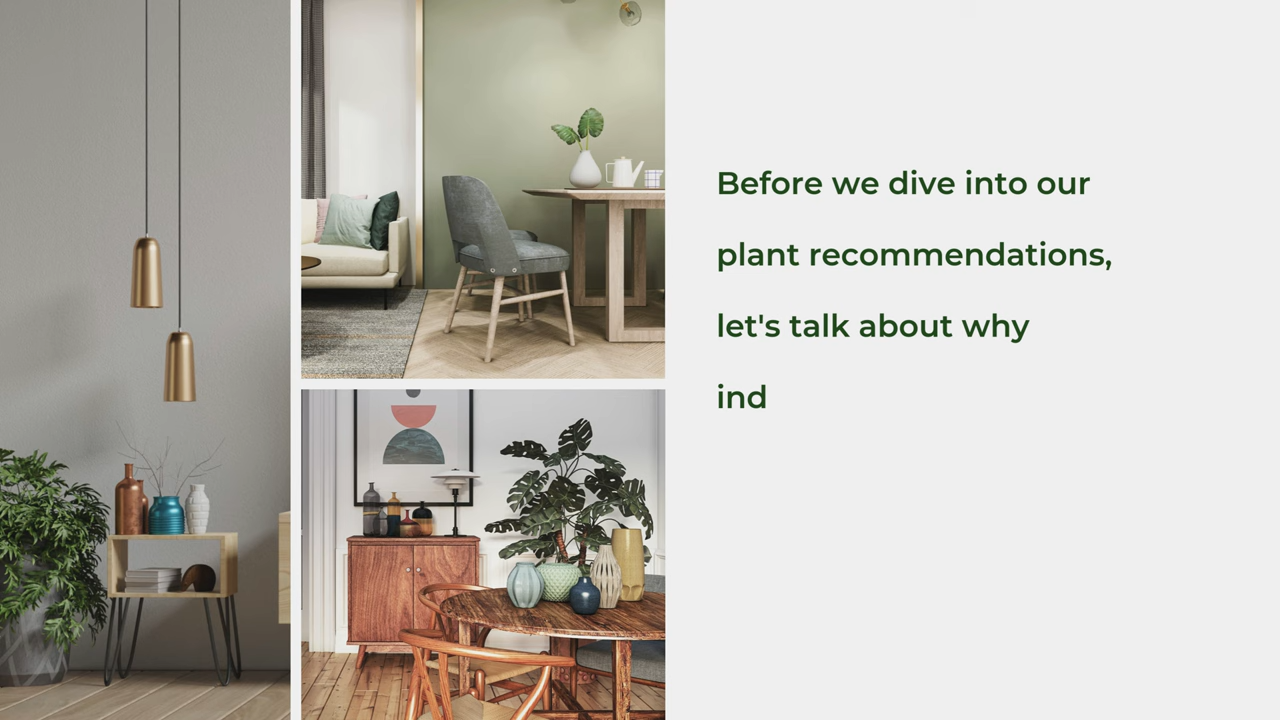 Before we dive into our
plant recommendations,
let's talk about why
ind